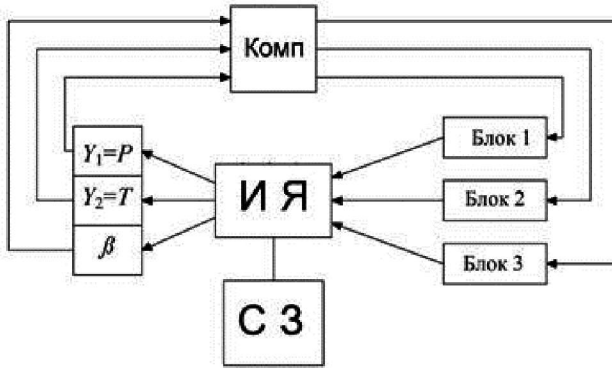 Комп
Y₁=P
Y₂=T
β
И Я
Блок 1
Блок 2
Блок 3
С З